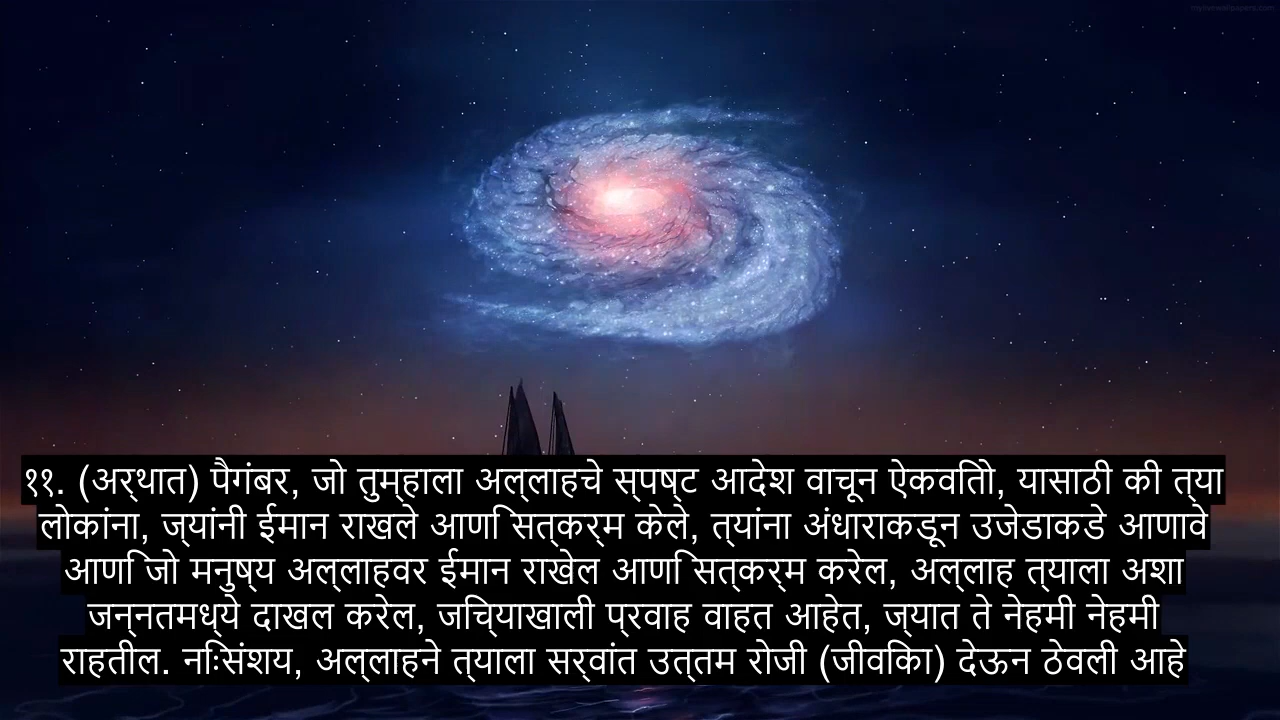 ११. (अर्थात) पैगंबर, जो तुम्हाला अल्लाहचे स्पष्ट आदेश वाचून ऐकवितो, यासाठी की त्या
लोकांना, ज्यांनी ईमान राखले आणि सत्कर्म केले, त्यांना अंधाराकडून उजेडाकडे आणावे
आणि जो मनुष्य अल्लाहवर ईमान राखेल आणि सत्कर्म करेल, अल्लाह त्याला अशा
जन्नतमध्ये दाखल करेल, जिच्याखाली प्रवाह वाहत आहेत, ज्यात ते नेहमी नेहमी
राहतील. निःसंशय, अल्लाहने त्याला सर्वांत उत्तम रोजी (जीविका) देऊन ठेवली आहे